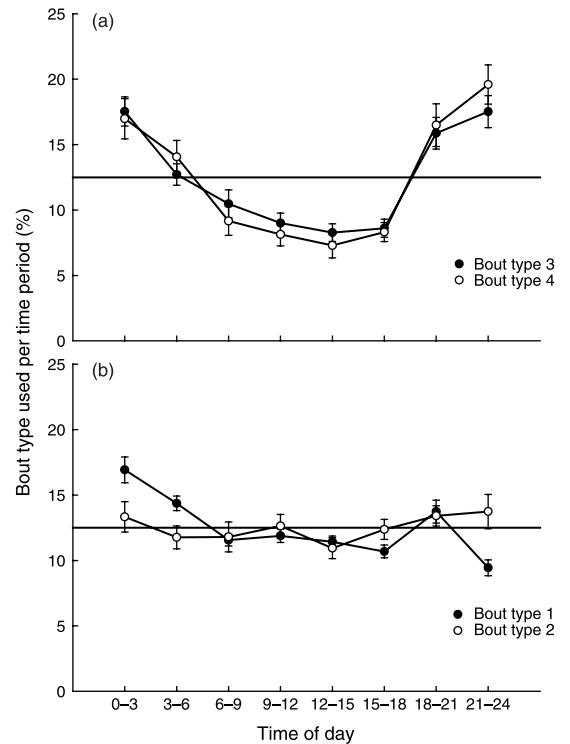 (a)
25
20
15
10
5
0
Bout type 3
Bout type 4
(b)
25
20
15
10
5
0
Bout type 1
Bout type 2
0–3 3–6 6–9 9–12 12–15 15–18 18–21 21–24
Time of day
Bout type used per time period (%)